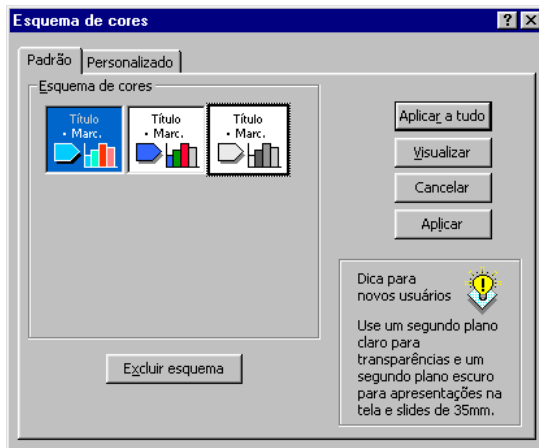 Esquema de cores
Padrão
Personalizado
Esquema de cores
Título
• Marc.
Título
• Marc.
Título
• Marc.
Aplicar a tudo
Visualizar
Cancelar
Aplicar
Excluir esquema
Dica para
novos usuários
Use um segundo plano
claro para
transparências e um
segundo plano escuro
para apresentações na
tela e slides de 35mm.